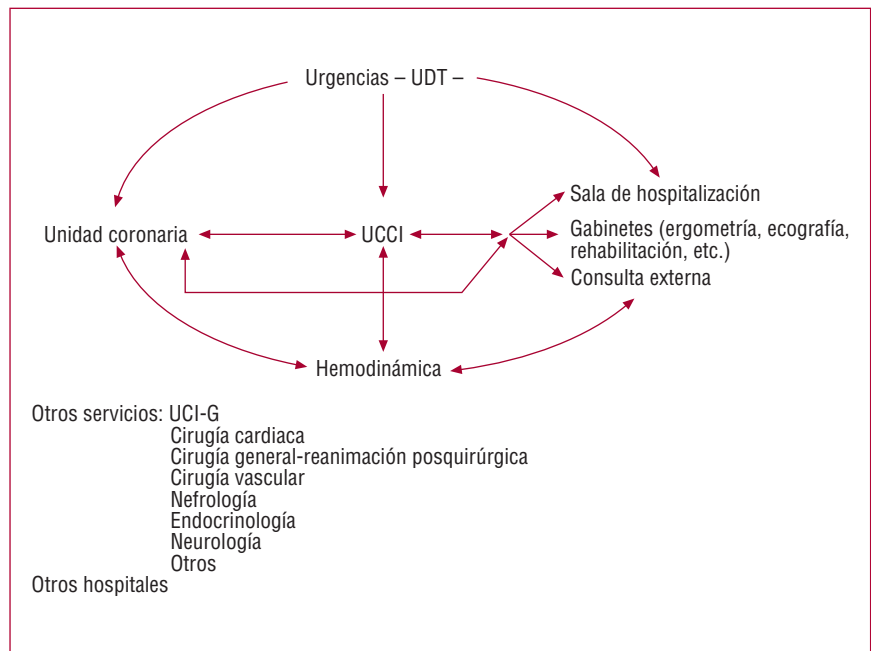 Urgencias – UDT –
Sala de hospitalización
Unidad coronaria
UCCI
Gabinetes (ergometría, ecografía,
rehabilitación, etc.)
Consulta externa
Hemodinámica
Otros servicios: UCI-G
Cirugía cardiaca
Cirugía general-reanimación posquirúrgica
Cirugía vascular
Nefrología
Endocrinología
Neurología
Otros
Otros hospitales